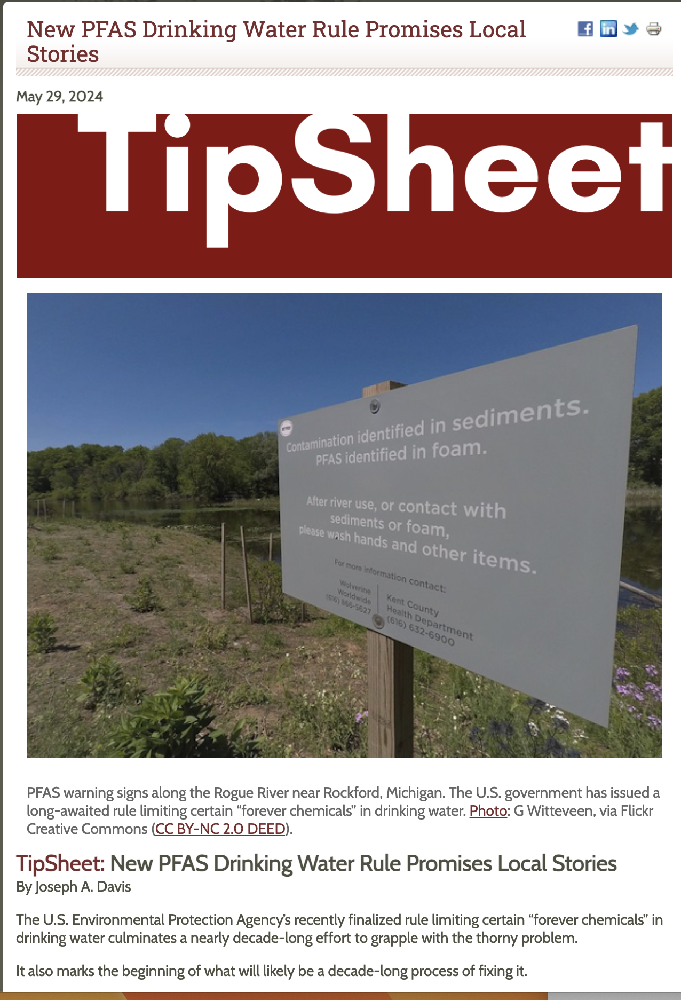 New PFAS Drinking Water Rule Promises Local
Stories
May 29, 2024
TipSheet
Contamination identified in sediments.
PFAS identified in foam.
After river use, or contact with
sediments or foam,
please wash hands and other items.
For more information contact:
Wolverine
Worldwide
(616) 866-5627
Kent County
Health Department
(616) 632-6900
PFAS warning signs along the Rogue River near Rockford, Michigan. The U.S. government has issued a
long-awaited rule limiting certain “forever chemicals” in drinking water. Photo: G Witteveen, via Flickr
Creative Commons (CC BY-NC 2.0 DEED).
TipSheet: New PFAS Drinking Water Rule Promises Local Stories
By Joseph A. Davis
The U.S. Environmental Protection Agency’s recently finalized rule limiting certain “forever chemicals” in
drinking water culminates a nearly decade-long effort to grapple with the thorny problem.
It also marks the beginning of what will likely be a decade-long process of fixing it.